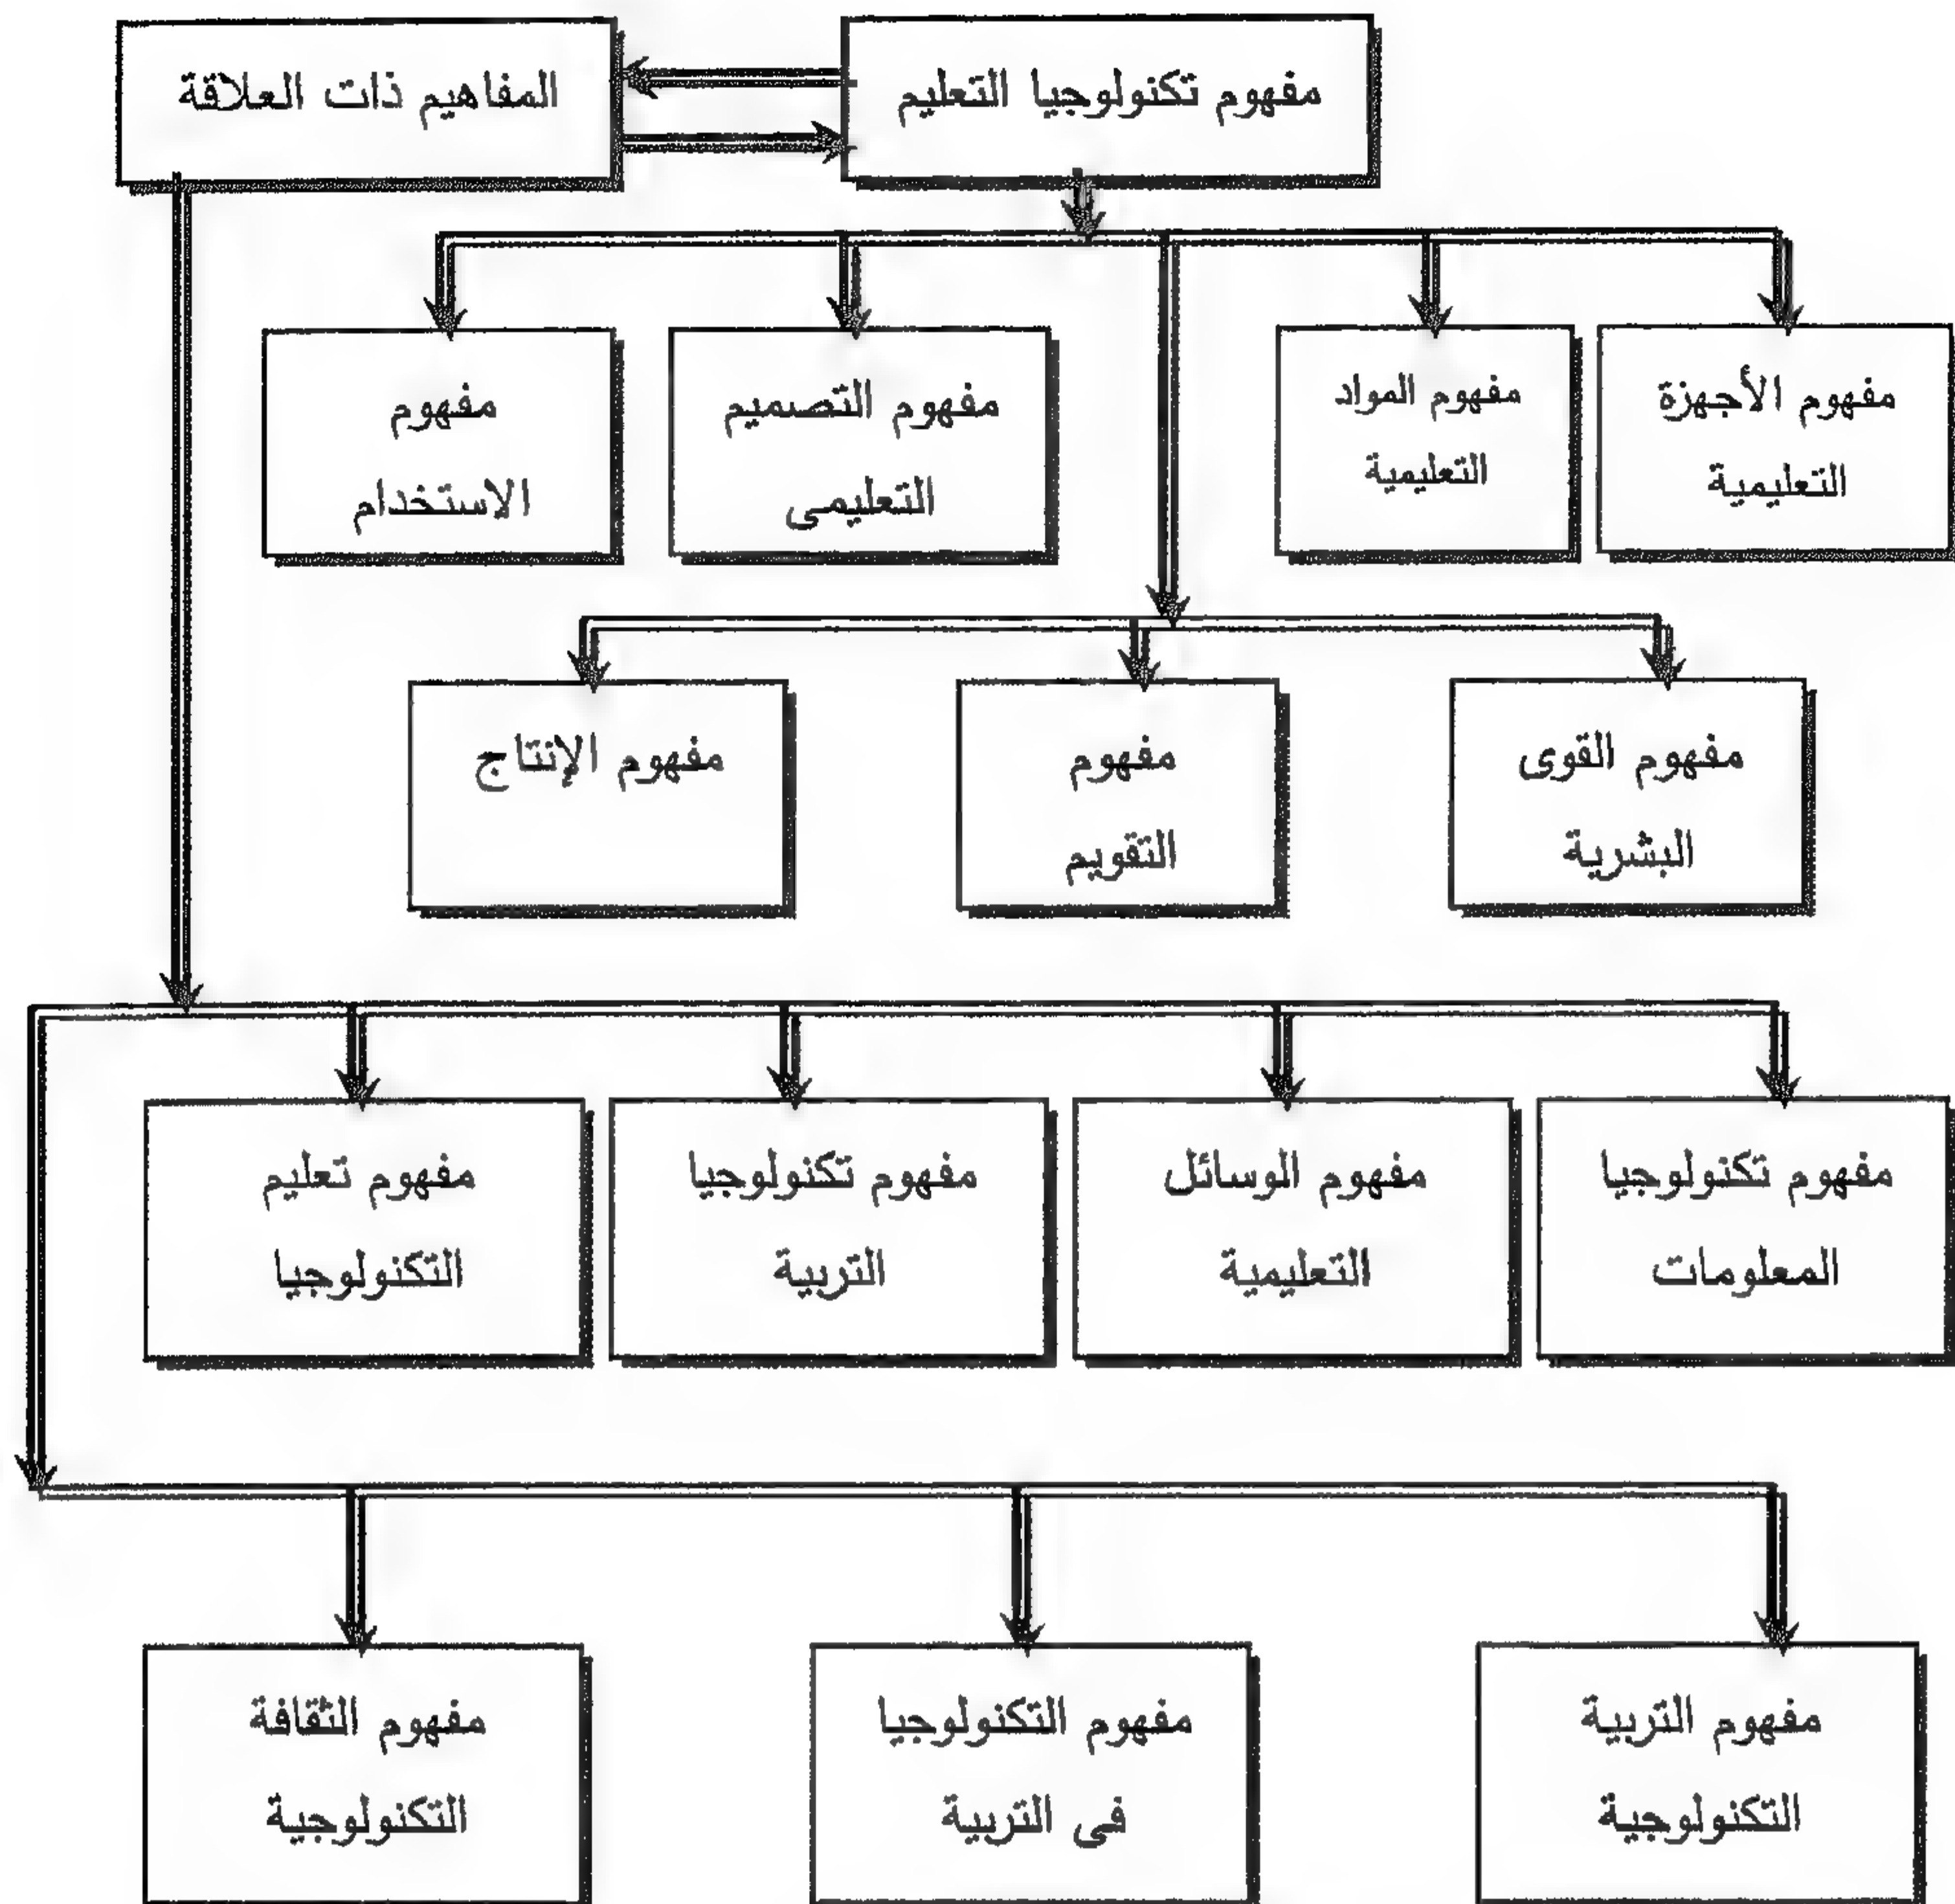 مفهوم تكنولوجيا التعليم
المفاهيم ذات العلاقة
مفهوم الأجهزة
التعليمية
مفهوم المواد
التعليمية
مفهوم التصميم
التعليمى
مفهوم
الاستخدام
مفهوم القوى
البشرية
مفهوم
التقويم
مفهوم الإنتاج
مفهوم تكنولوجيا
المعلومات
مفهوم الوسائل
التعليمية
مفهوم تكنولوجيا
التربية
مفهوم تعليم
التكنولوجيا
مفهوم التربية
التكنولوجية
مفهوم التكنولوجيا
فى التربية
مفهوم الثقافة
التكنولوجية